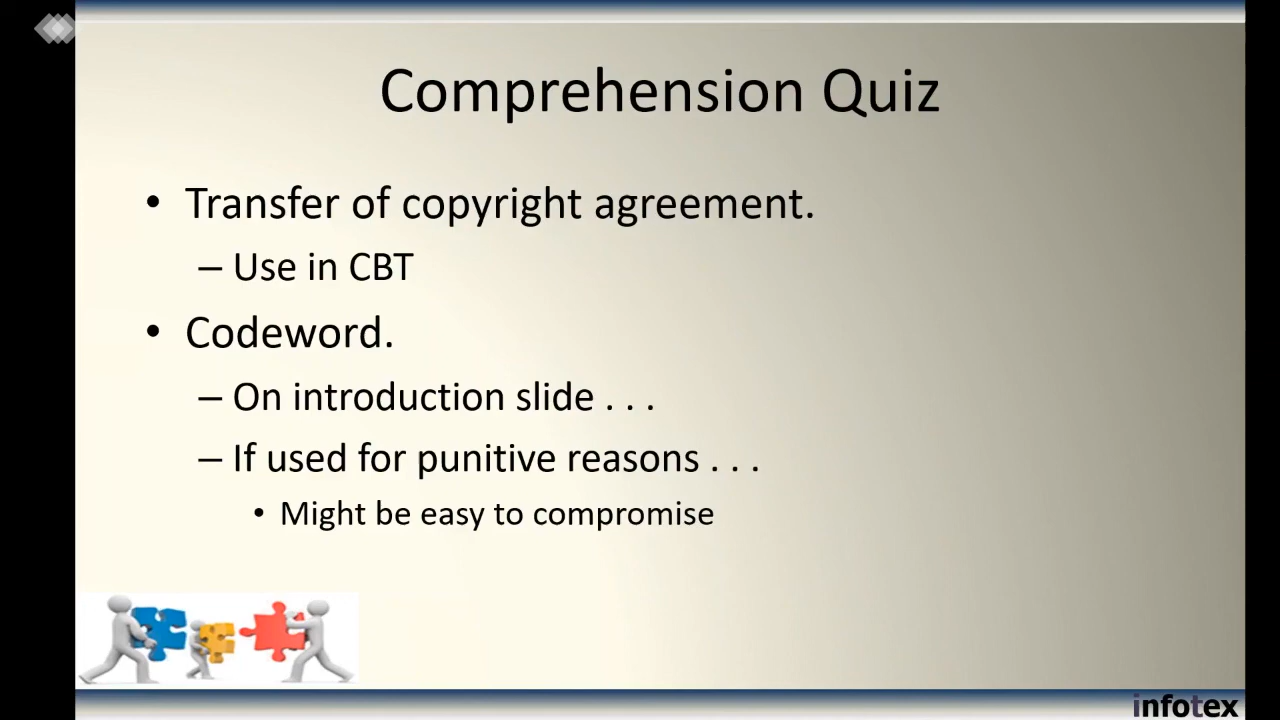 Comprehension Quiz
• Transfer of copyright agreement.
– Use in CBT
• Codeword.
– On introduction slide . . .
– If used for punitive reasons . . .
• Might be easy to compromise
infotex